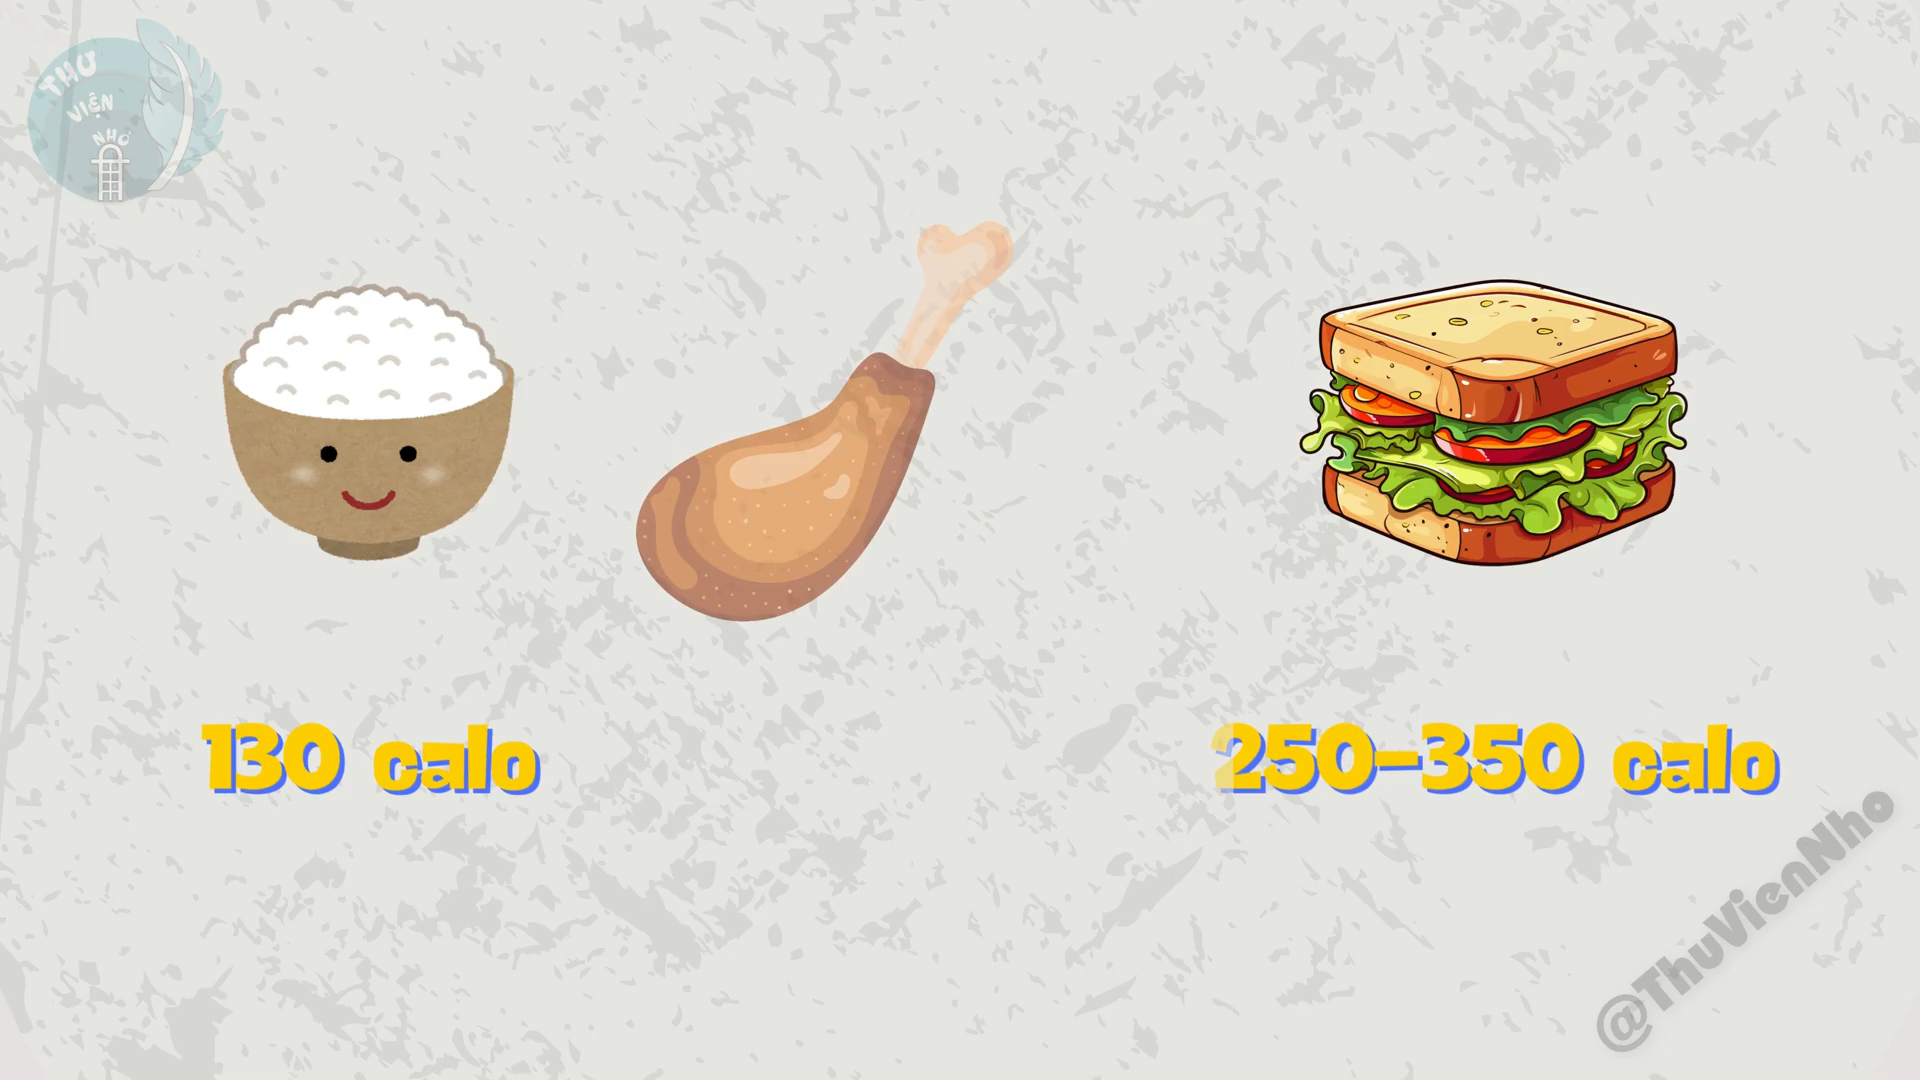 THƯ
VIỆN
NHỎ
130 calo
250-350 calo
@ThuVienNho